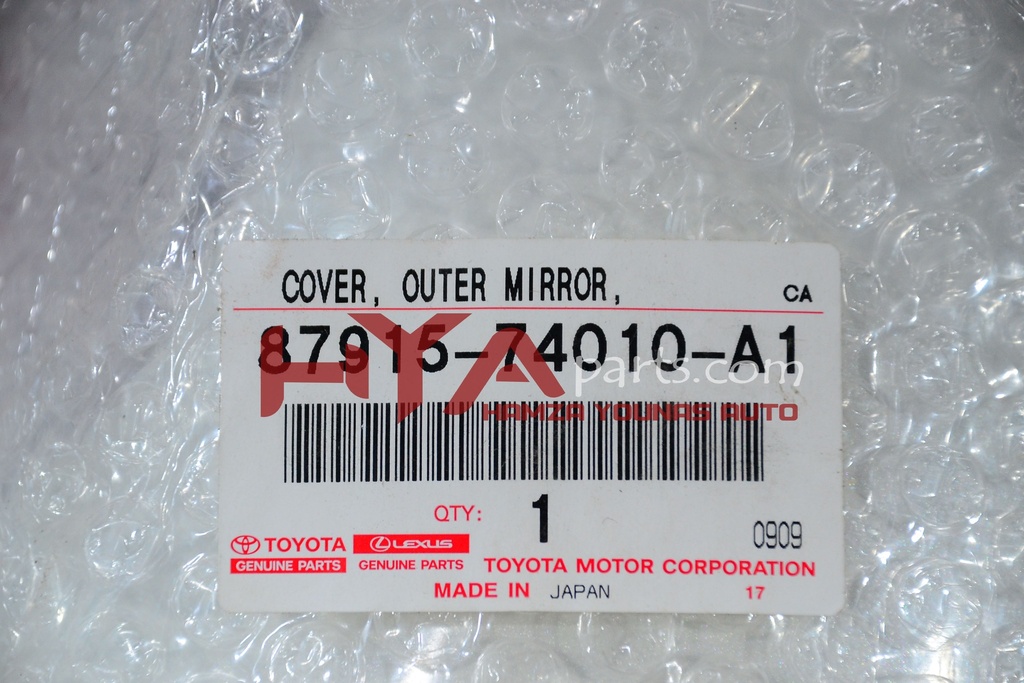 COVER, OUTER MIRROR, CA
87915-74010-A1
HYAparts.com
HAMZA YOUNAS AUTO
QTY: 1
0909
TOYOTA LEXUS
GENUINE PARTS GENUINE PARTS
TOYOTA MOTOR CORPORATION
MADE IN JAPAN 17